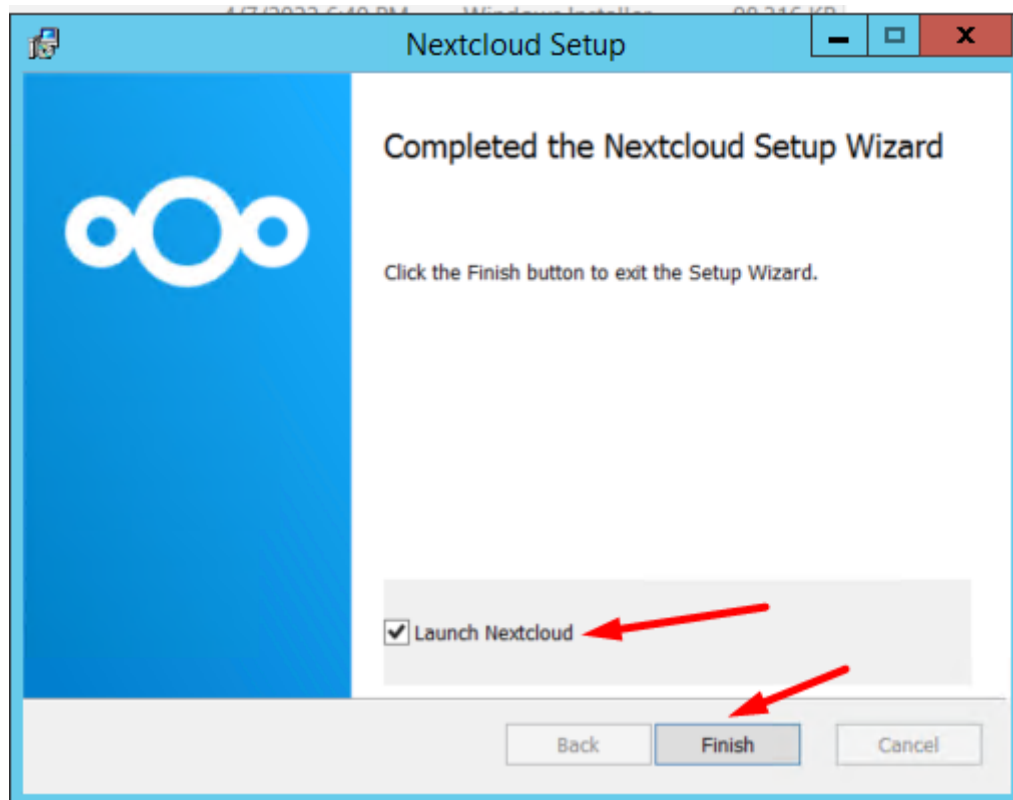 Nextcloud Setup
Completed the Nextcloud Setup Wizard
Click the Finish button to exit the Setup Wizard.
Launch Nextcloud
Back Finish Cancel